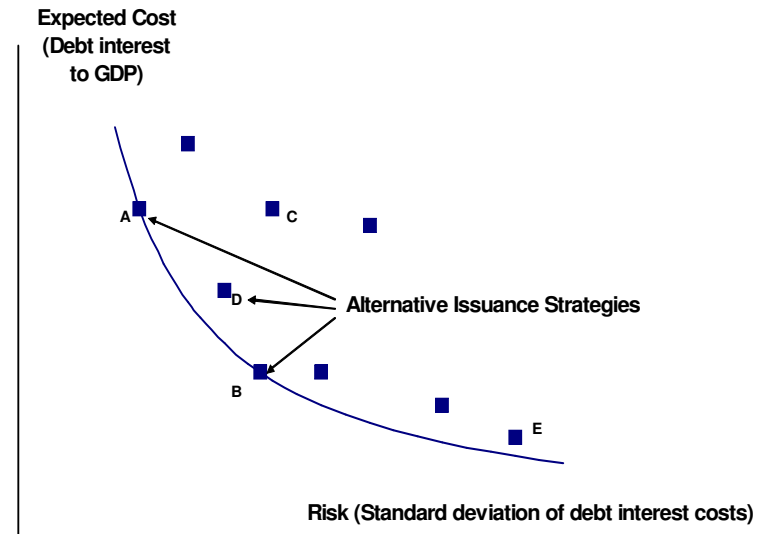 Expected Cost
(Debt interest
to GDP)
A
C
D
Alternative Issuance Strategies
B
E
Risk (Standard deviation of debt interest costs)